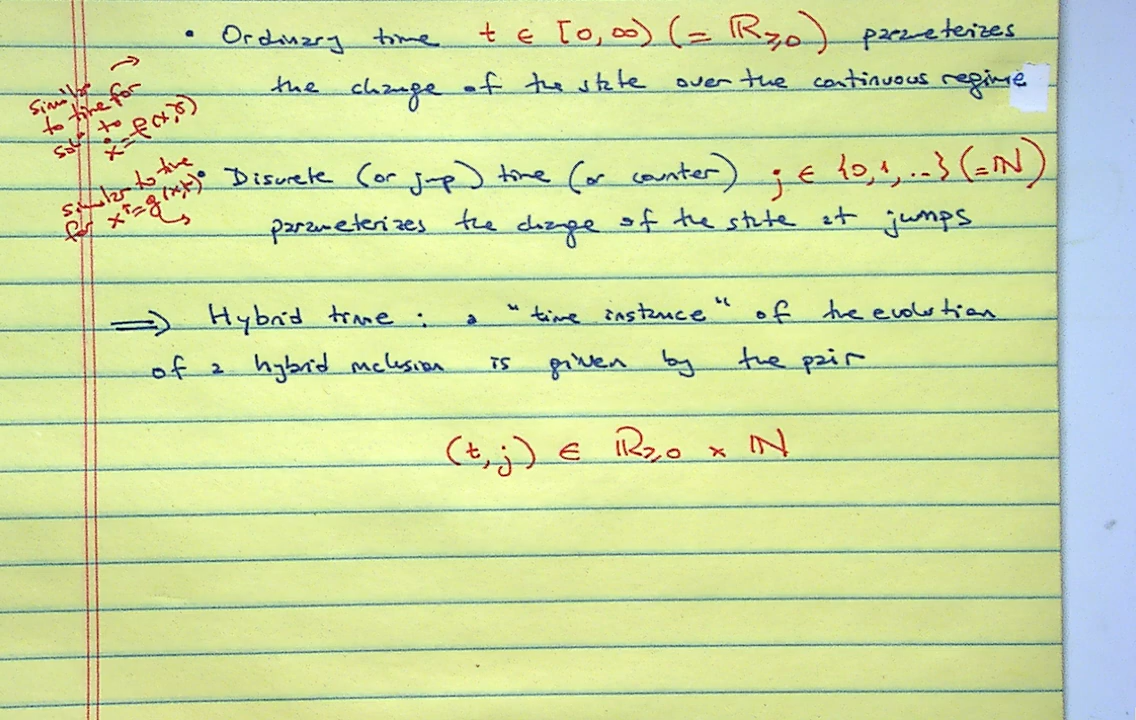 • Ordinary time t ∈ [0,∞) (= ℝ≥0) parameterizes
the change of the state over the continuous regime
similar
to time for
sol. to
ẋ = f(x,γ)
• Discrete (or jump) time (or counter) j ∈ {0,1,...} (=ℕ)
parameterizes the change of the state at jumps
similar to time
for x⁺=g(x,γ)
⟹ Hybrid time : a "time instance" of the evolution
of a hybrid inclusion is given by the pair
(t,j) ∈ ℝ≥0 × ℕ